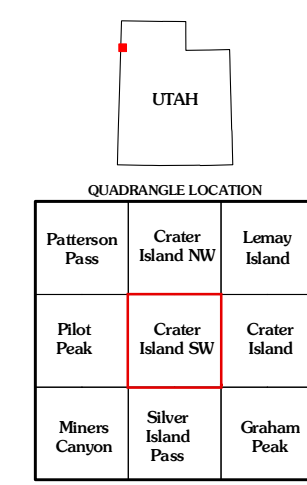 UTAH
QUADRANGLE LOCATION
Patterson
Pass
Crater
Island NW
Lemay
Island
Pilot
Peak
Crater
Island SW
Crater
Island
Miners
Canyon
Silver
Island
Pass
Graham
Peak